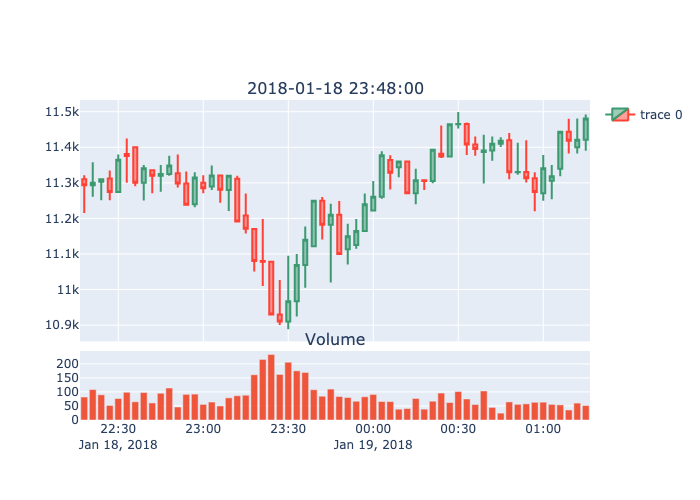 2018-01-18 23:48:00
11.5k
11.4k
11.3k
11.2k
11.1k
11k
10.9k
trace 0
Volume
200
150
100
50
0
22:30 23:00 23:30 00:00 00:30 01:00
Jan 18, 2018 Jan 19, 2018